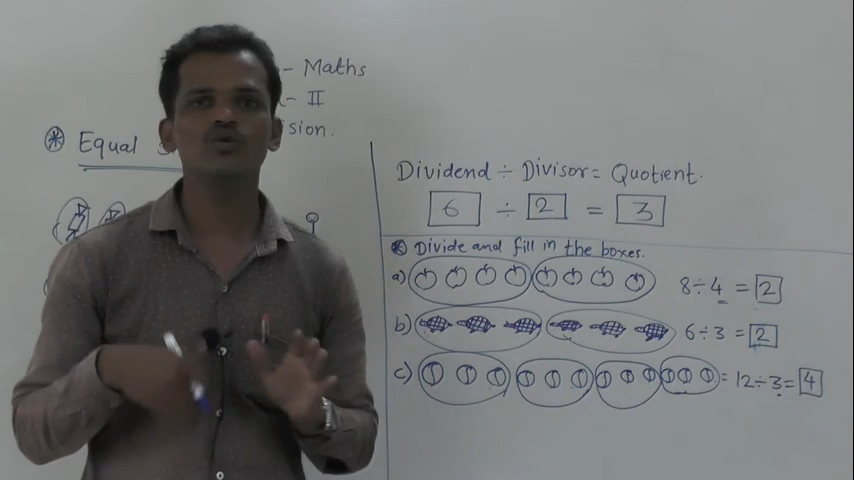 - Maths
- II
sion.
Equal
Dividend ÷ Divisor = Quotient.
6 ÷ 2 = 3
Divide and fill in the boxes.
a) 8÷4 = 2
b) 6÷3 = 2
c) = 12÷3= 4